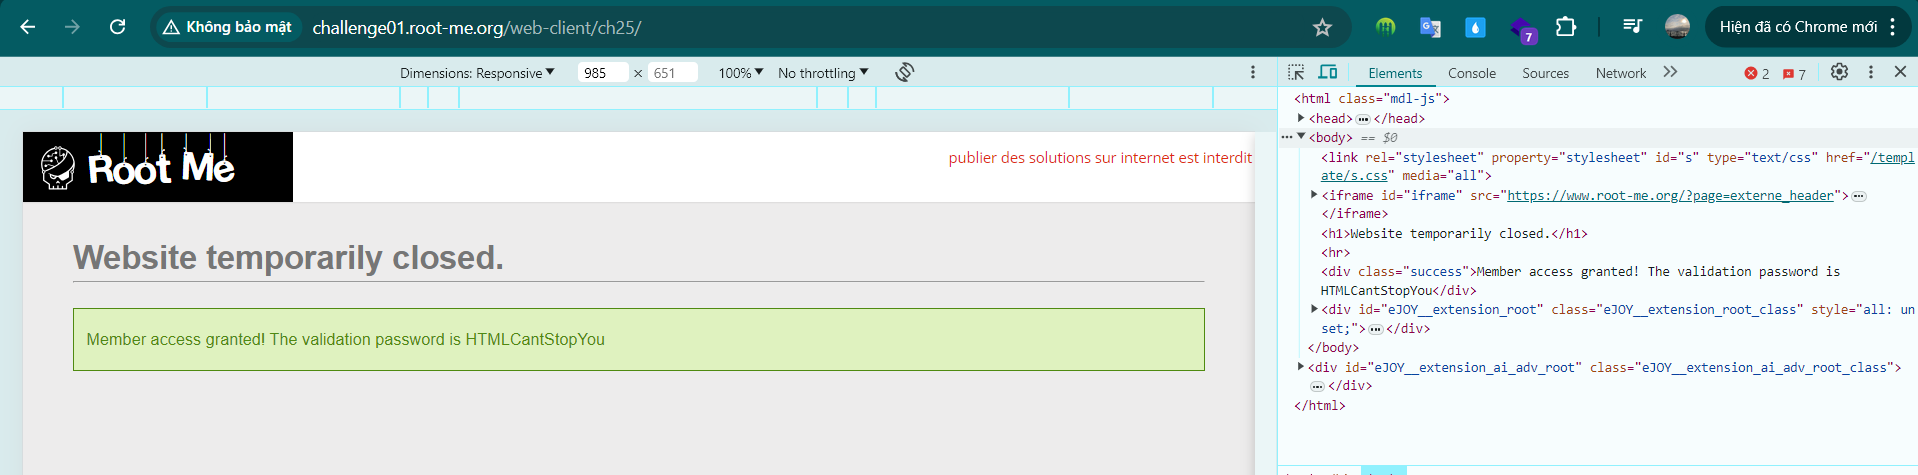 Không bảo mật
challenge01.root-me.org/web-client/ch25/
7
Hiện đã có Chrome mới
Dimensions: Responsive
985 × 651
100%
No throttling
Elements
Console
Sources
Network
2
7
Root Me
publier des solutions sur internet est interdit
Website temporarily closed.
Member access granted! The validation password is HTMLCantStopYou
<html class="mdl-js">
<head> … </head>
<body> == $0
<link rel="stylesheet" property="stylesheet" id="s" type="text/css" href="/templ
ate/s.css" media="all">
<iframe id="iframe" src="https://www.root-me.org/?page=externe_header"> …
</iframe>
<h1>Website temporarily closed.</h1>
<hr>
<div class="success">Member access granted! The validation password is
HTMLCantStopYou</div>
<div id="eJOY__extension_root" class="eJOY__extension_root_class" style="all: un
set;"> … </div>
</body>
<div id="eJOY__extension_ai_adv_root" class="eJOY__extension_ai_adv_root_class">
… </div>
</html>